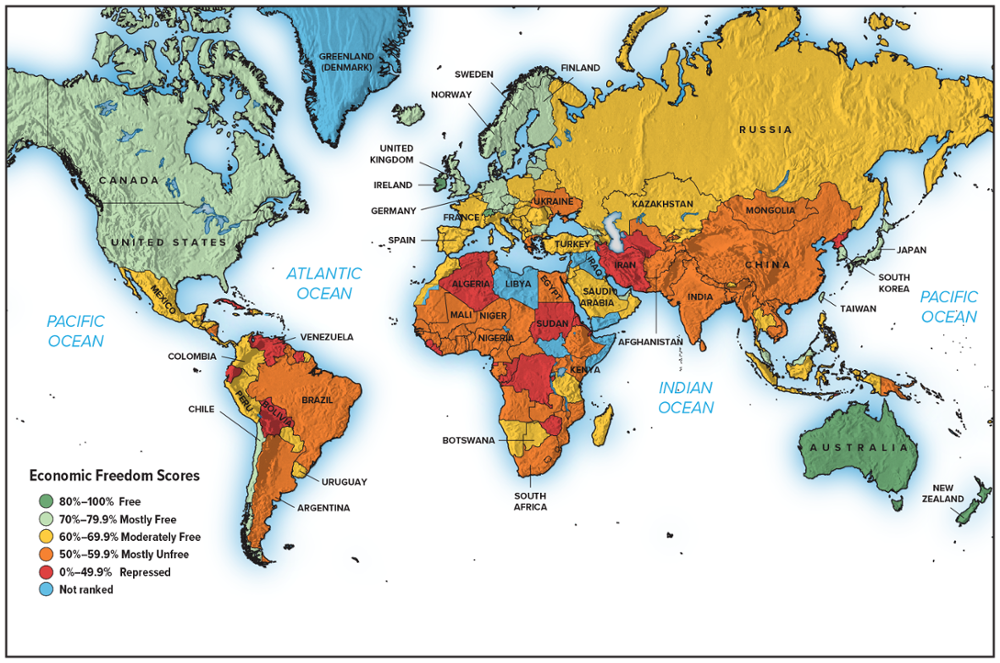 GREENLAND
(DENMARK)
SWEDEN
FINLAND
NORWAY
RUSSIA
UNITED
KINGDOM
CANADA
IRELAND
GERMANY
UKRAINE
KAZAKHSTAN
MONGOLIA
FRANCE
UNITED STATES
SPAIN
TURKEY
JAPAN
CHINA
IRAN
IRAQ
ATLANTIC
OCEAN
ALGERIA
LIBYA
EGYPT
SAUDI
ARABIA
SOUTH
KOREA
MEXICO
INDIA
PACIFIC
OCEAN
TAIWAN
MALI
NIGER
SUDAN
PACIFIC
OCEAN
VENEZUELA
NIGERIA
AFGHANISTAN
COLOMBIA
KENYA
INDIAN
OCEAN
PERU
BRAZIL
BOLIVIA
CHILE
BOTSWANA
AUSTRALIA
URUGUAY
SOUTH
AFRICA
NEW
ZEALAND
ARGENTINA
Economic Freedom Scores
80%–100% Free
70%–79.9% Mostly Free
60%–69.9% Moderately Free
50%–59.9% Mostly Unfree
0%–49.9% Repressed
Not ranked